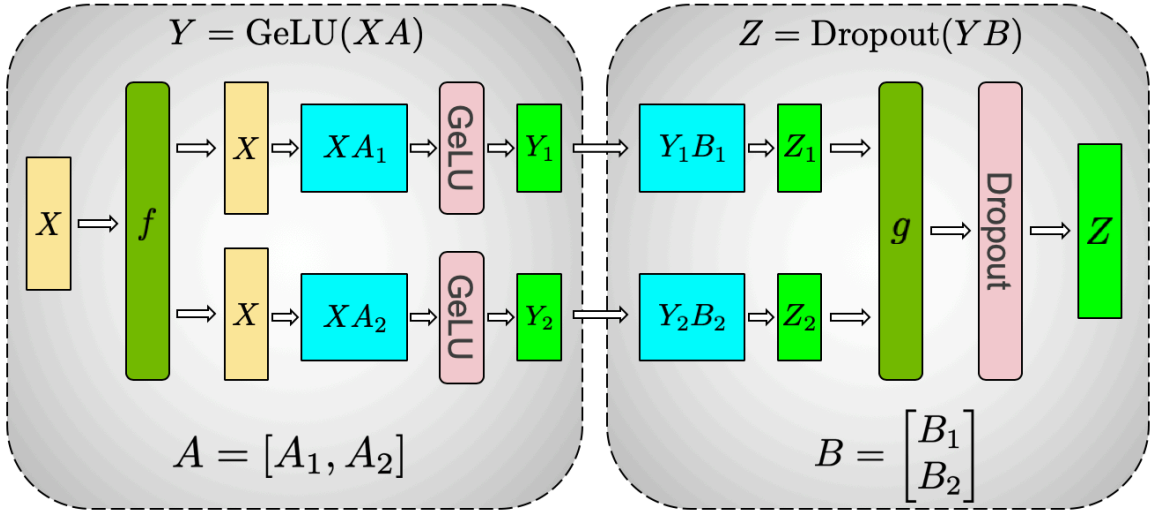 Y = GeLU(XA)
X
f
X
XA₁
GeLU
Y₁
X
XA₂
GeLU
Y₂
A = [A₁, A₂]
Z = Dropout(YB)
Y₁B₁
Z₁
Y₂B₂
Z₂
g
Dropout
Z
B = [B₁
B₂]